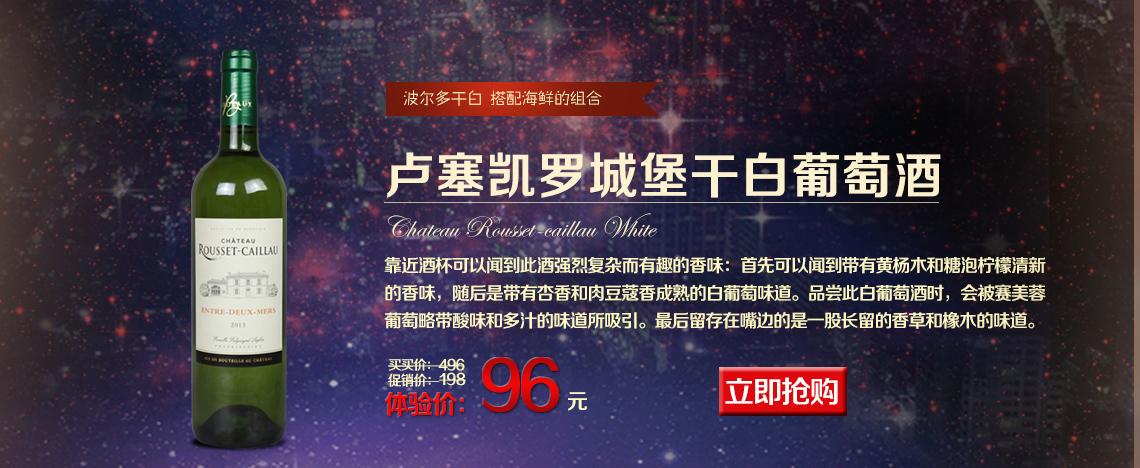 波尔多干白 搭配海鲜的组合
卢塞凯罗城堡干白葡萄酒
Chateau Rousset-caillau White
靠近酒杯可以闻到此酒强烈复杂而有趣的香味：首先可以闻到带有黄杨木和糖泡柠檬清新
的香味，随后是带有杏香和肉豆蔻香成熟的白葡萄味道。品尝此白葡萄酒时，会被赛美蓉
葡萄略带酸味和多汁的味道所吸引。最后留存在嘴边的是一股长留的香草和橡木的味道。
买买价：496
促销价：198
体验价：96 元
立即抢购
CHÂTEAU
ROUSSET-CAILLAU
ENTRE-DEUX-MERS
2013
MIS EN BOUTEILLE AU CHÂTEAU